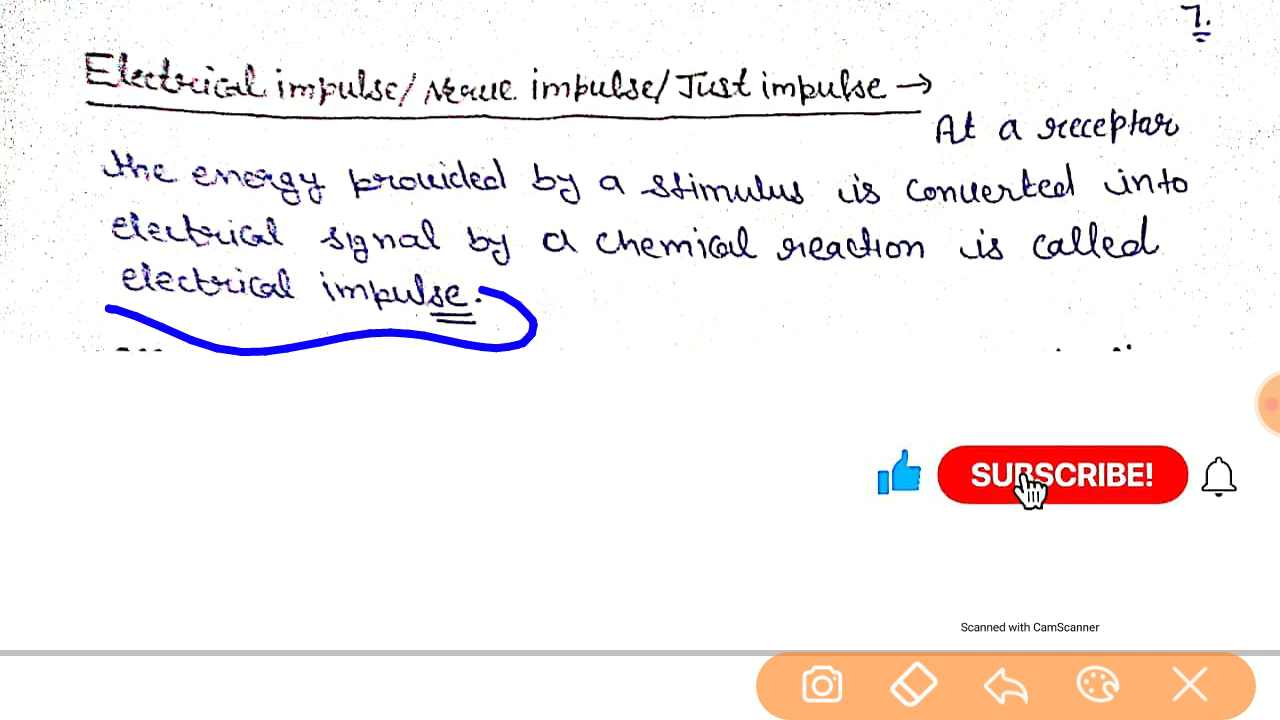 7.
Electrical impulse/Nerve impulse/Just impulse →
At a receptar
the energy provided by a stimulus is converted into
electrical signal by a chemical reaction is called
electrical impulse.
SUBSCRIBE!
Scanned with CamScanner